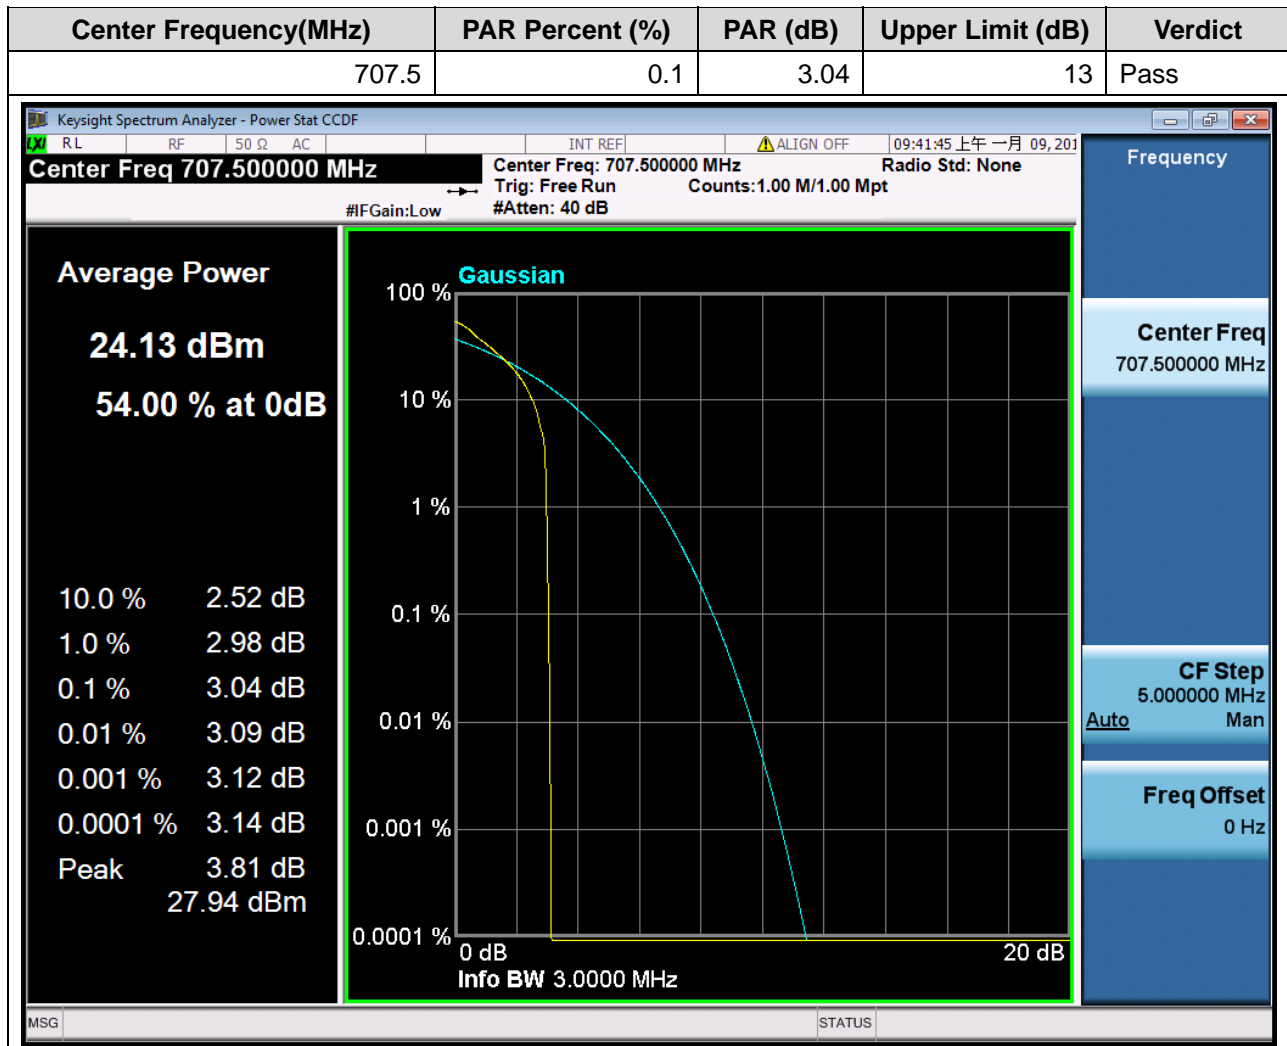 Center Frequency(MHz) PAR Percent (%) PAR (dB) Upper Limit (dB) Verdict
707.5 0.1 3.04 13 Pass
Keysight Spectrum Analyzer - Power Stat CCDF
LXI RL RF 50 Ω AC INT REF ALIGN OFF 09:41:45 上午 一月 09, 201
Center Freq 707.500000 MHz
Center Freq: 707.500000 MHz Radio Std: None
Trig: Free Run Counts:1.00 M/1.00 Mpt
#IFGain:Low #Atten: 40 dB
Average Power
24.13 dBm
54.00 % at 0dB
10.0 % 2.52 dB
1.0 % 2.98 dB
0.1 % 3.04 dB
0.01 % 3.09 dB
0.001 % 3.12 dB
0.0001 % 3.14 dB
Peak 3.81 dB
27.94 dBm
Gaussian
100 %
10 %
1 %
0.1 %
0.01 %
0.001 %
0.0001 %
0 dB 20 dB
Info BW 3.0000 MHz
Frequency
Center Freq
707.500000 MHz
CF Step
5.000000 MHz
Auto Man
Freq Offset
0 Hz
MSG STATUS